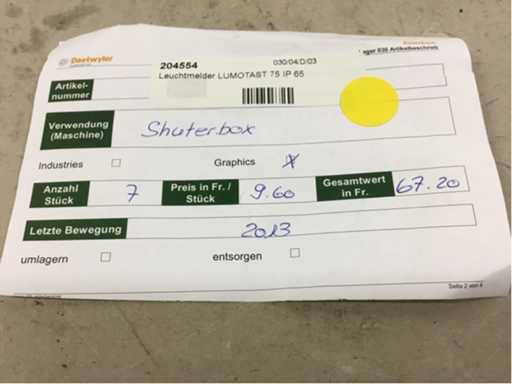 Daetwyler
204554 030/04/D/03
Leuchtmelder LUMOTAST 75 IP 65
ager 030 Artikelbeschrieb
Artikel-
nummer
Verwendung
(Maschine)
Shuterbox
Industries ☐ Graphics X
Anzahl
Stück
7
Preis in Fr. /
Stück
9.60
Gesamtwert
in Fr.
67.20
Letzte Bewegung 2013
umlagern ☐ entsorgen ☐
Seite 2 von 4